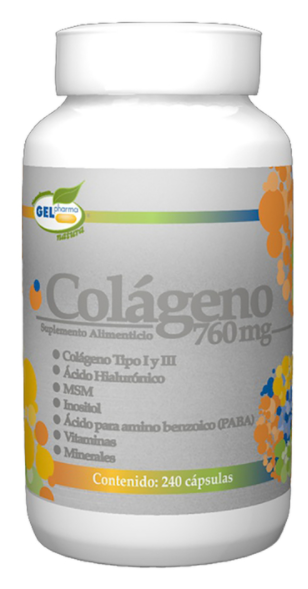 GEL pharma
natural
Colágeno
Suplemento Alimenticio 760 mg
Colágeno Tipo I y III
Ácido Hialurónico
MSM
Inositol
Ácido para amino benzoico (PABA)
Vitaminas
Minerales
Contenido: 240 cápsulas